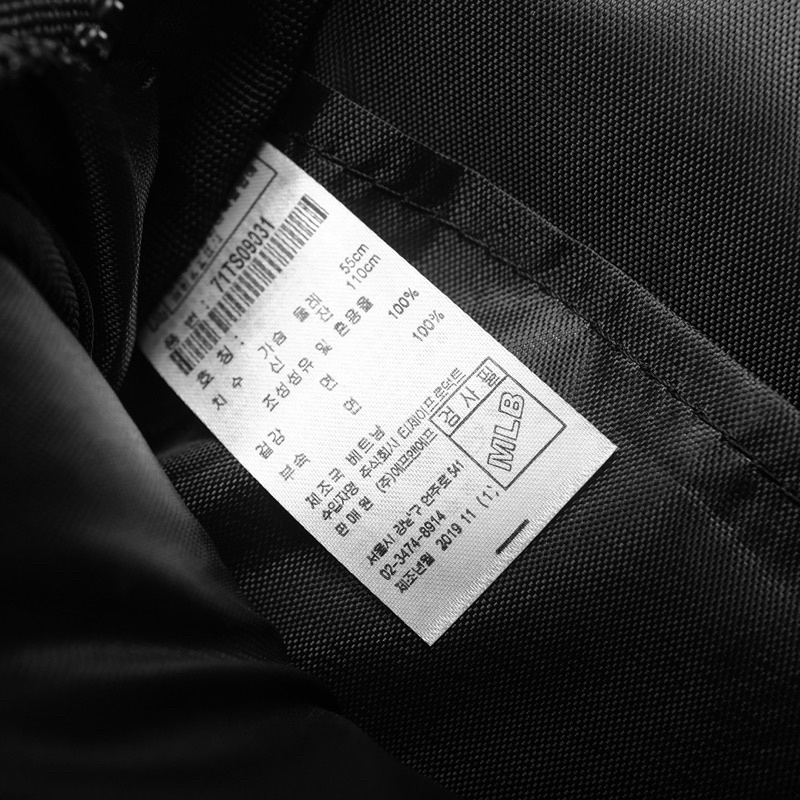 품 번 : 71TS09031
호 칭 :
치 수 신 가슴 둘레 55cm
신 장 110cm
조성섬유 및 혼용율
겉감 면 100%
부속 면 100%
제조국 베트남
수입자명 주식회사 티제이프로덕트
판 매 원 (주)에프앤에프
서울시 강남구 언주로 541
02-3474-8914
제조년월 2019 11 (1)
검 사 필
MLB